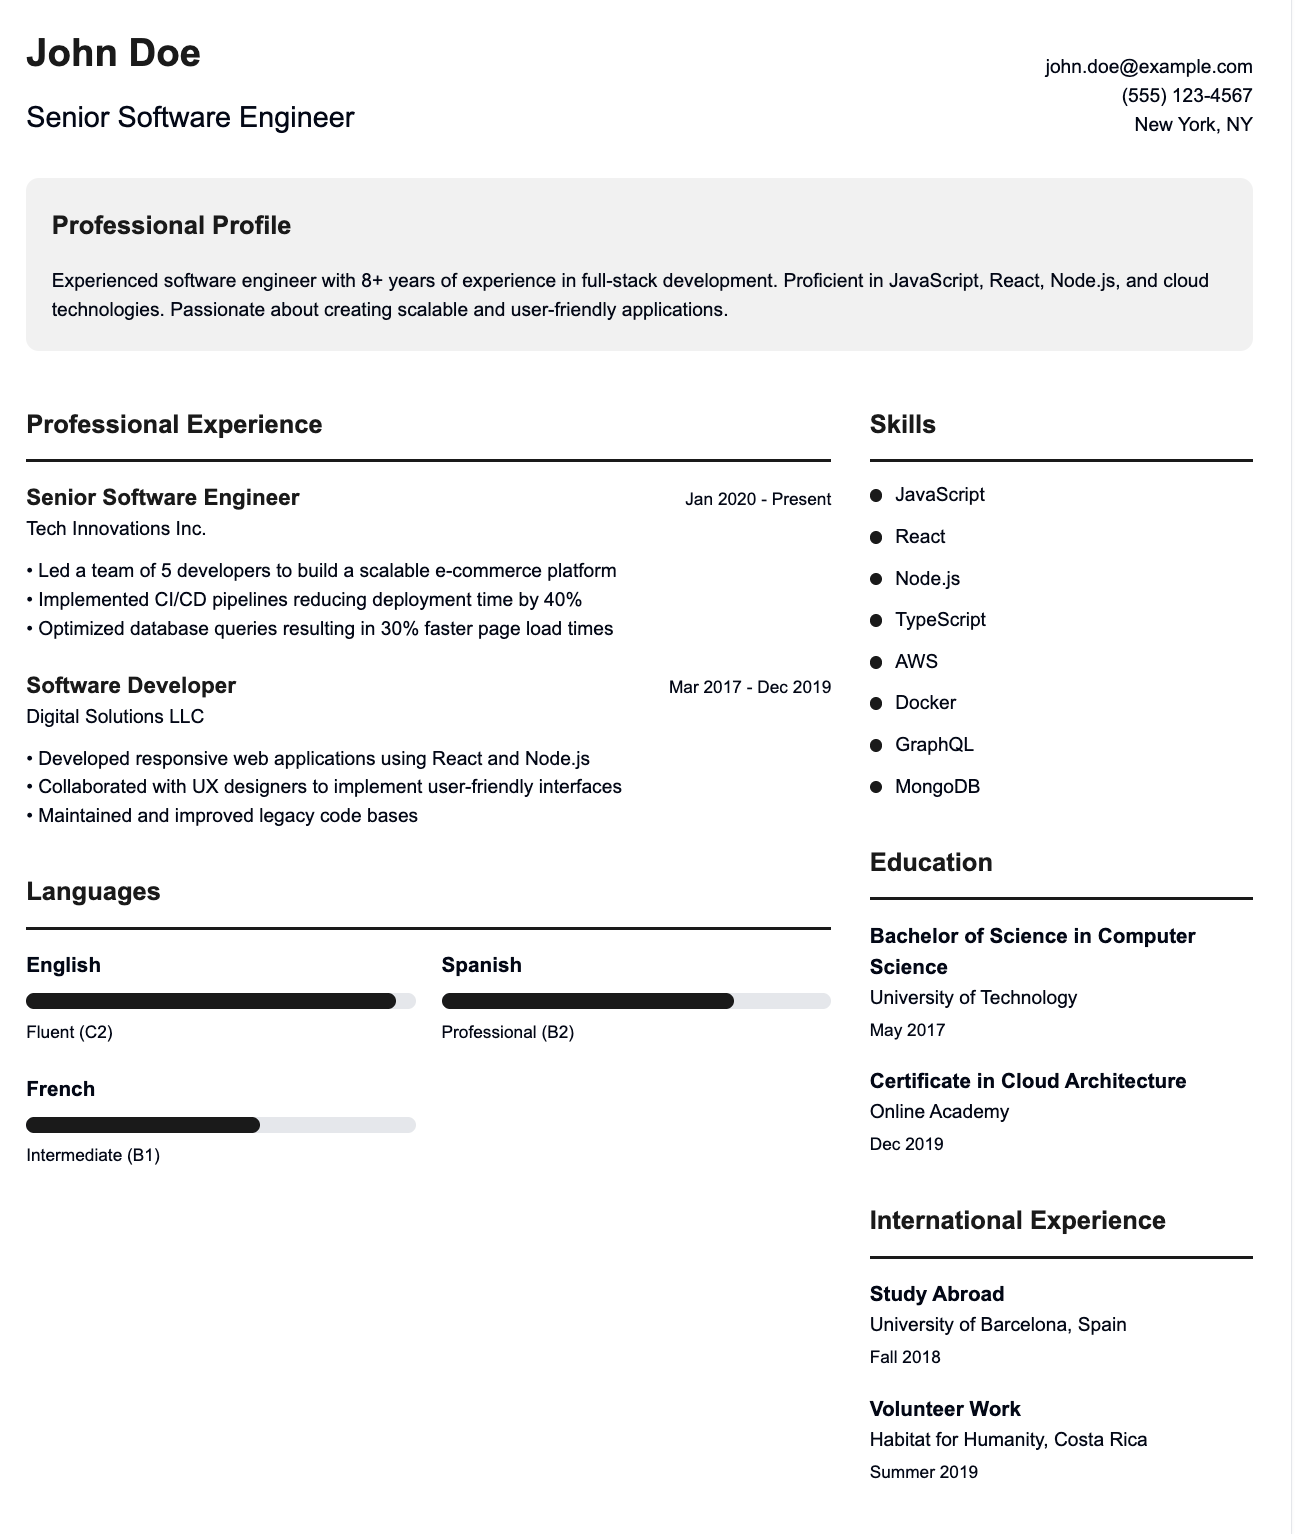 John Doe
Senior Software Engineer
john.doe@example.com
(555) 123-4567
New York, NY
Professional Profile
Experienced software engineer with 8+ years of experience in full-stack development. Proficient in JavaScript, React, Node.js, and cloud
technologies. Passionate about creating scalable and user-friendly applications.
Professional Experience
Senior Software Engineer
Jan 2020 - Present
Tech Innovations Inc.
• Led a team of 5 developers to build a scalable e-commerce platform
• Implemented CI/CD pipelines reducing deployment time by 40%
• Optimized database queries resulting in 30% faster page load times
Software Developer
Mar 2017 - Dec 2019
Digital Solutions LLC
• Developed responsive web applications using React and Node.js
• Collaborated with UX designers to implement user-friendly interfaces
• Maintained and improved legacy code bases
Languages
English
Fluent (C2)
Spanish
Professional (B2)
French
Intermediate (B1)
Skills
JavaScript
React
Node.js
TypeScript
AWS
Docker
GraphQL
MongoDB
Education
Bachelor of Science in Computer
Science
University of Technology
May 2017
Certificate in Cloud Architecture
Online Academy
Dec 2019
International Experience
Study Abroad
University of Barcelona, Spain
Fall 2018
Volunteer Work
Habitat for Humanity, Costa Rica
Summer 2019